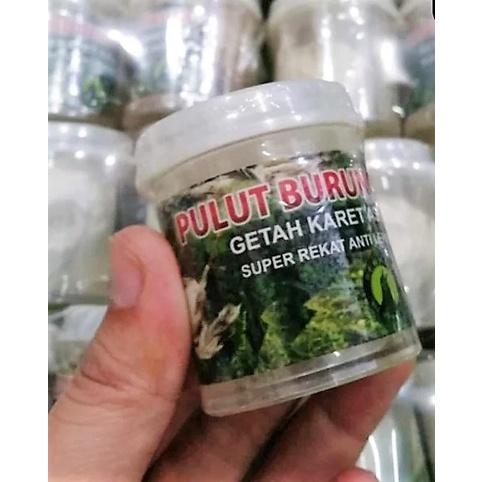 PULUT BURUN
GETAH KARET
SUPER REKAT ANTI